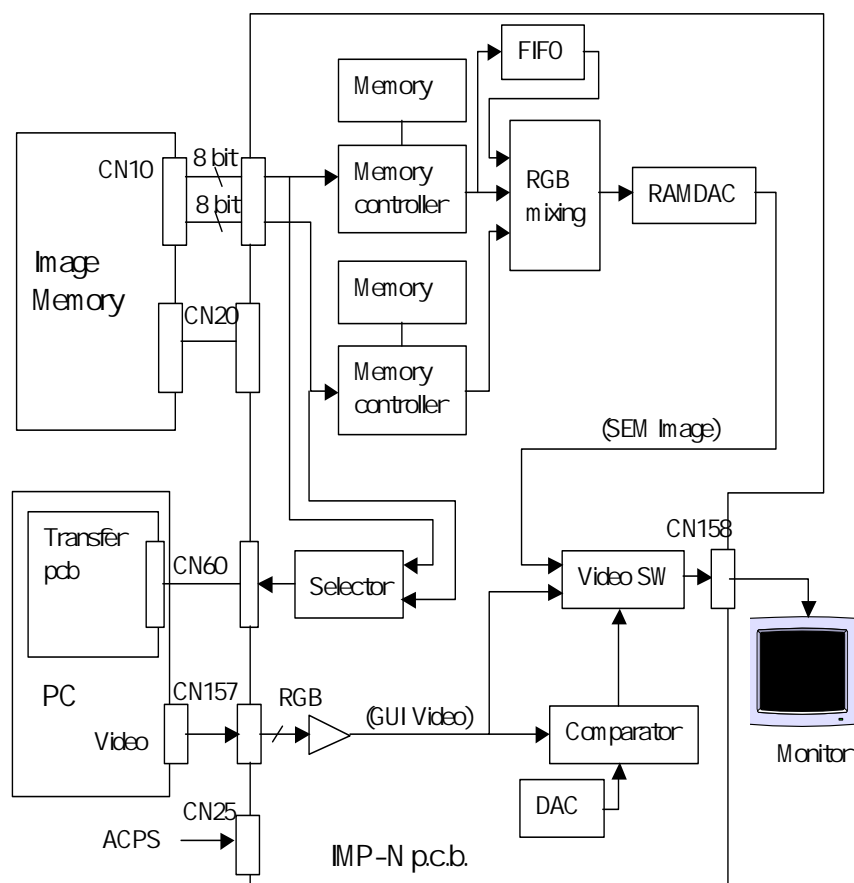 FIFO
Memory
CN10
8 bit
8 bit
Memory
controller
RGB
mixing
RAMDAC
Image
Memory
Memory
CN20
Memory
controller
(SEM Image)
Transfer
pcb
CN60
Selector
Video SW
CN158
PC
CN157
Video
RGB
(GUI Video)
Comparator
Monitor
DAC
CN25
ACPS
IMP-N p.c.b.